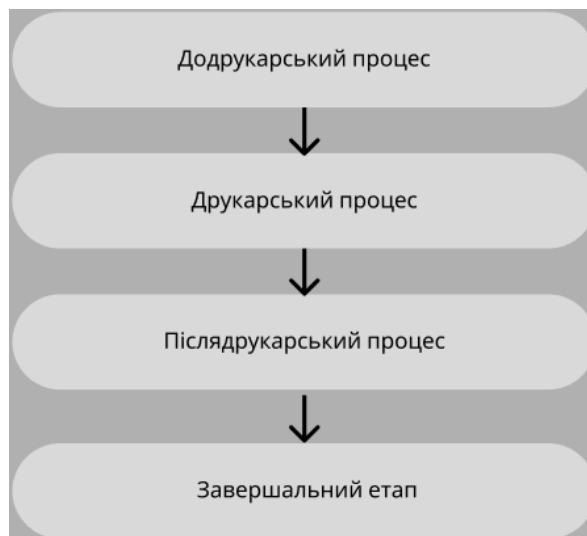 Додрукарський процес
Друкарський процес
Післядрукарський процес
Завершальний етап